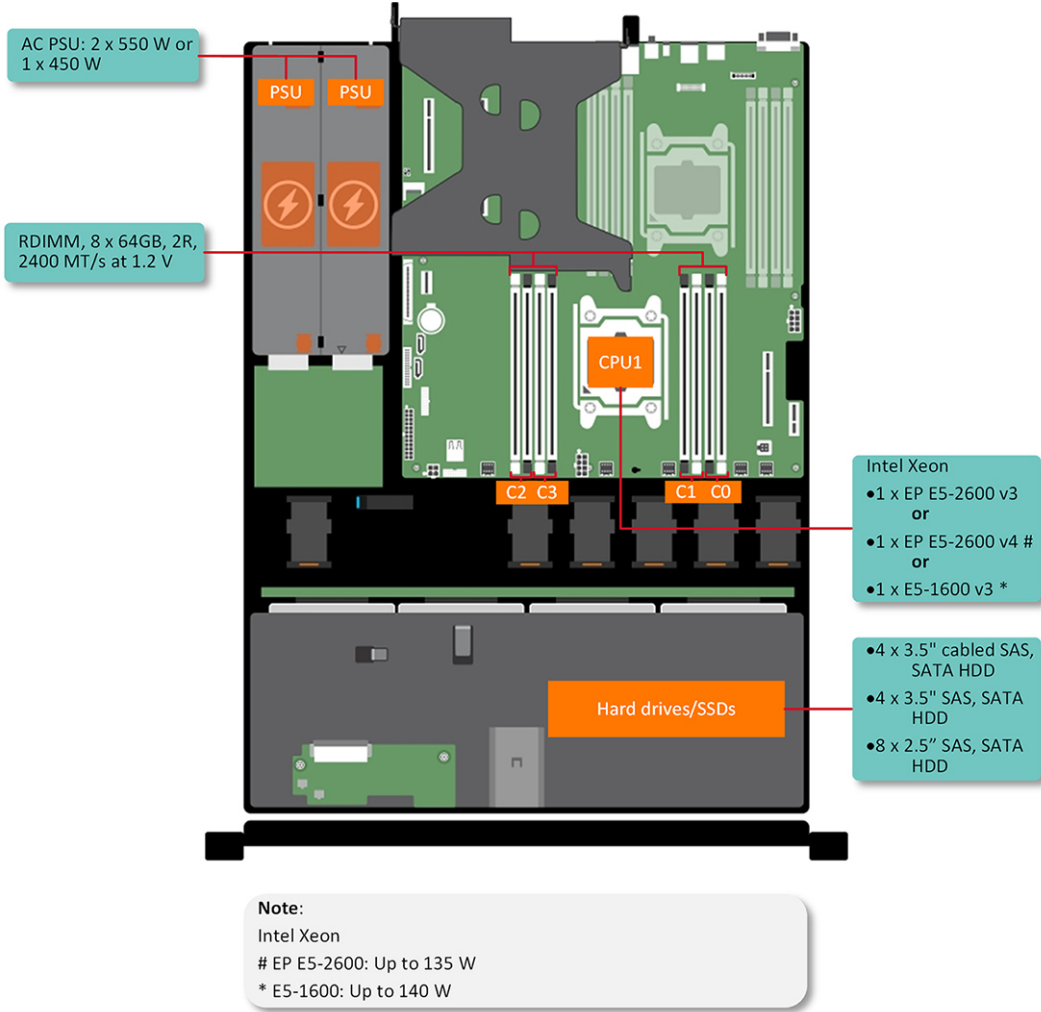 AC PSU: 2 x 550 W or
1 x 450 W
PSU
PSU
RDIMM, 8 x 64GB, 2R,
2400 MT/s at 1.2 V
CPU1
C2
C3
C1
C0
Intel Xeon
•1 x EP E5-2600 v3
or
•1 x EP E5-2600 v4 #
or
•1 x E5-1600 v3 *
•4 x 3.5" cabled SAS,
SATA HDD
•4 x 3.5" SAS, SATA
HDD
•8 x 2.5” SAS, SATA
HDD
Hard drives/SSDs
Note:
Intel Xeon
# EP E5-2600: Up to 135 W
* E5-1600: Up to 140 W